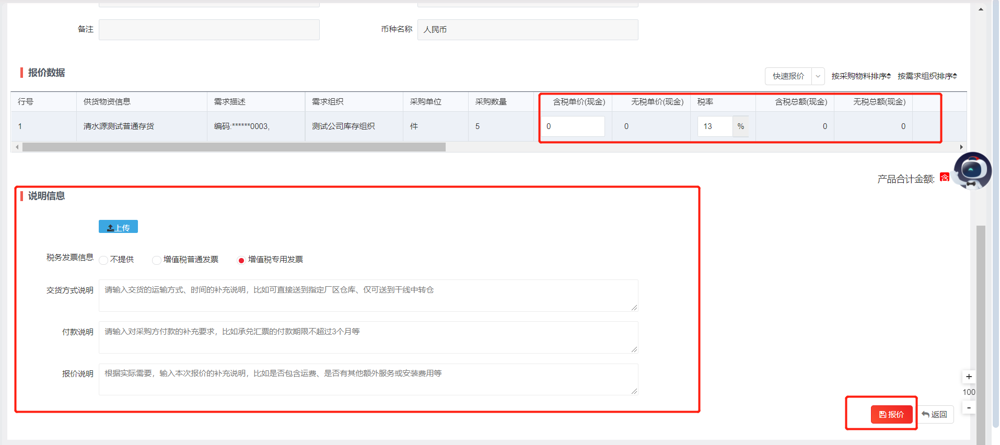 备注
币种名称 人民币
报价数据
快速报价 按采购物料排序 按需求组织排序
行号 供货物资信息 需求描述 需求组织 采购单位 采购数量 含税单价(现金) 无税单价(现金) 税率 含税总额(现金) 无税总额(现金)
1 清水源测试普通存货 编码:******0003, 测试公司库存组织 件 5 0 0 13 % 0 0
产品合计金额: 含
说明信息
上传
税务发票信息 不提供 增值税普通发票 增值税专用发票
交货方式说明 请输入交货的运输方式、时间的补充说明，比如可直接送到指定厂区仓库、仅可送到干线中转仓
付款说明 请输入对采购方付款的补充要求，比如承兑汇票的付款期限不超过3个月等
报价说明 根据实际需要，输入本次报价的补充说明，比如是否包含运费、是否有其他额外服务或安装费用等
+
100
-
报价 返回